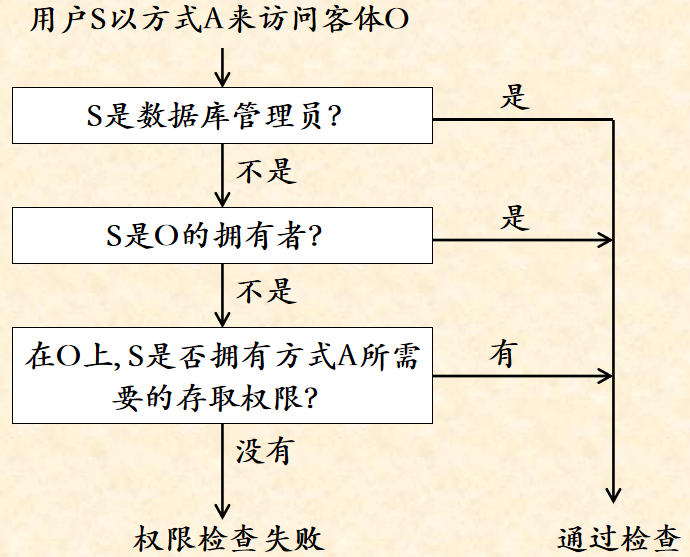 用户S以方式A来访问客体O
S是数据库管理员?
是
不是
S是O的拥有者?
是
不是
在O上, S是否拥有方式A所需
要的存取权限?
有
没有
权限检查失败
通过检查